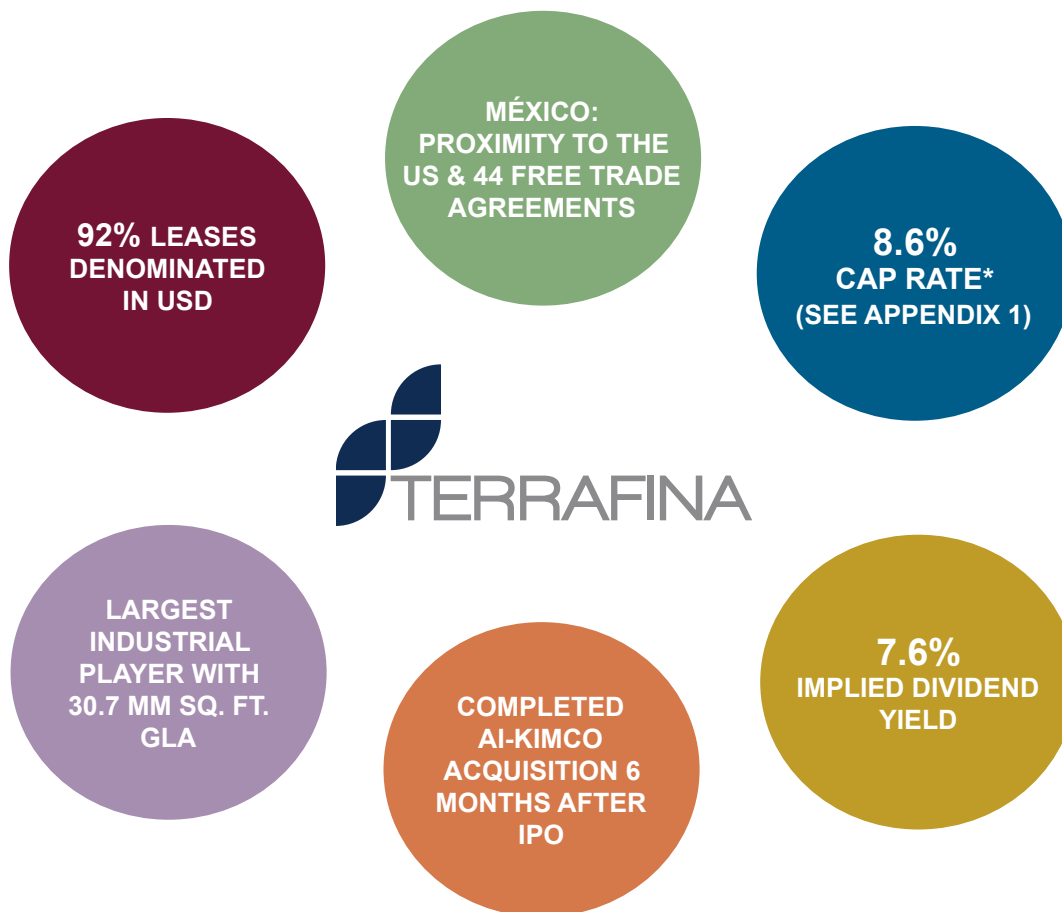 MÉXICO:
PROXIMITY TO THE
US & 44 FREE TRADE
AGREEMENTS
92% LEASES
DENOMINATED
IN USD
8.6%
CAP RATE*
(SEE APPENDIX 1)
TERRAFINA
LARGEST
INDUSTRIAL
PLAYER WITH
30.7 MM SQ. FT.
GLA
COMPLETED
AI-KIMCO
ACQUISITION 6
MONTHS AFTER
IPO
7.6%
IMPLIED DIVIDEND
YIELD